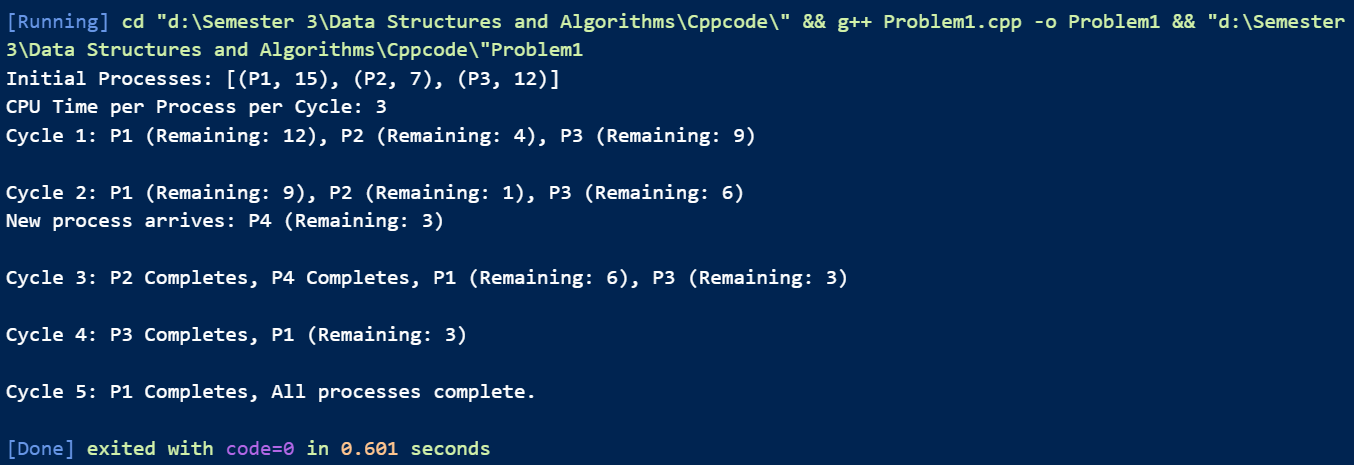 [Running] cd "d:\Semester 3\Data Structures and Algorithms\Cppcode\" && g++ Problem1.cpp -o Problem1 && "d:\Semester
3\Data Structures and Algorithms\Cppcode\"Problem1
Initial Processes: [(P1, 15), (P2, 7), (P3, 12)]
CPU Time per Process per Cycle: 3
Cycle 1: P1 (Remaining: 12), P2 (Remaining: 4), P3 (Remaining: 9)
Cycle 2: P1 (Remaining: 9), P2 (Remaining: 1), P3 (Remaining: 6)
New process arrives: P4 (Remaining: 3)
Cycle 3: P2 Completes, P4 Completes, P1 (Remaining: 6), P3 (Remaining: 3)
Cycle 4: P3 Completes, P1 (Remaining: 3)
Cycle 5: P1 Completes, All processes complete.
[Done] exited with code=0 in 0.601 seconds